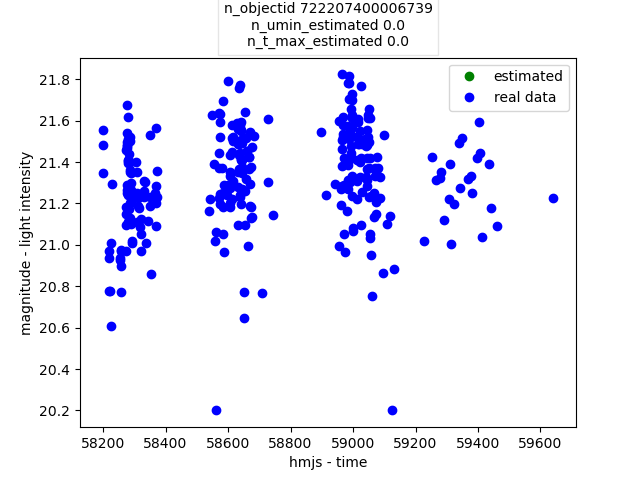 n_objectid 722207400006739
n_umin_estimated 0.0
n_t_max_estimated 0.0
estimated
real data
21.8
21.6
21.4
21.2
21.0
20.8
20.6
20.4
20.2
magnitude - light intensity
58200 58400 58600 58800 59000 59200 59400 59600
hmjs - time